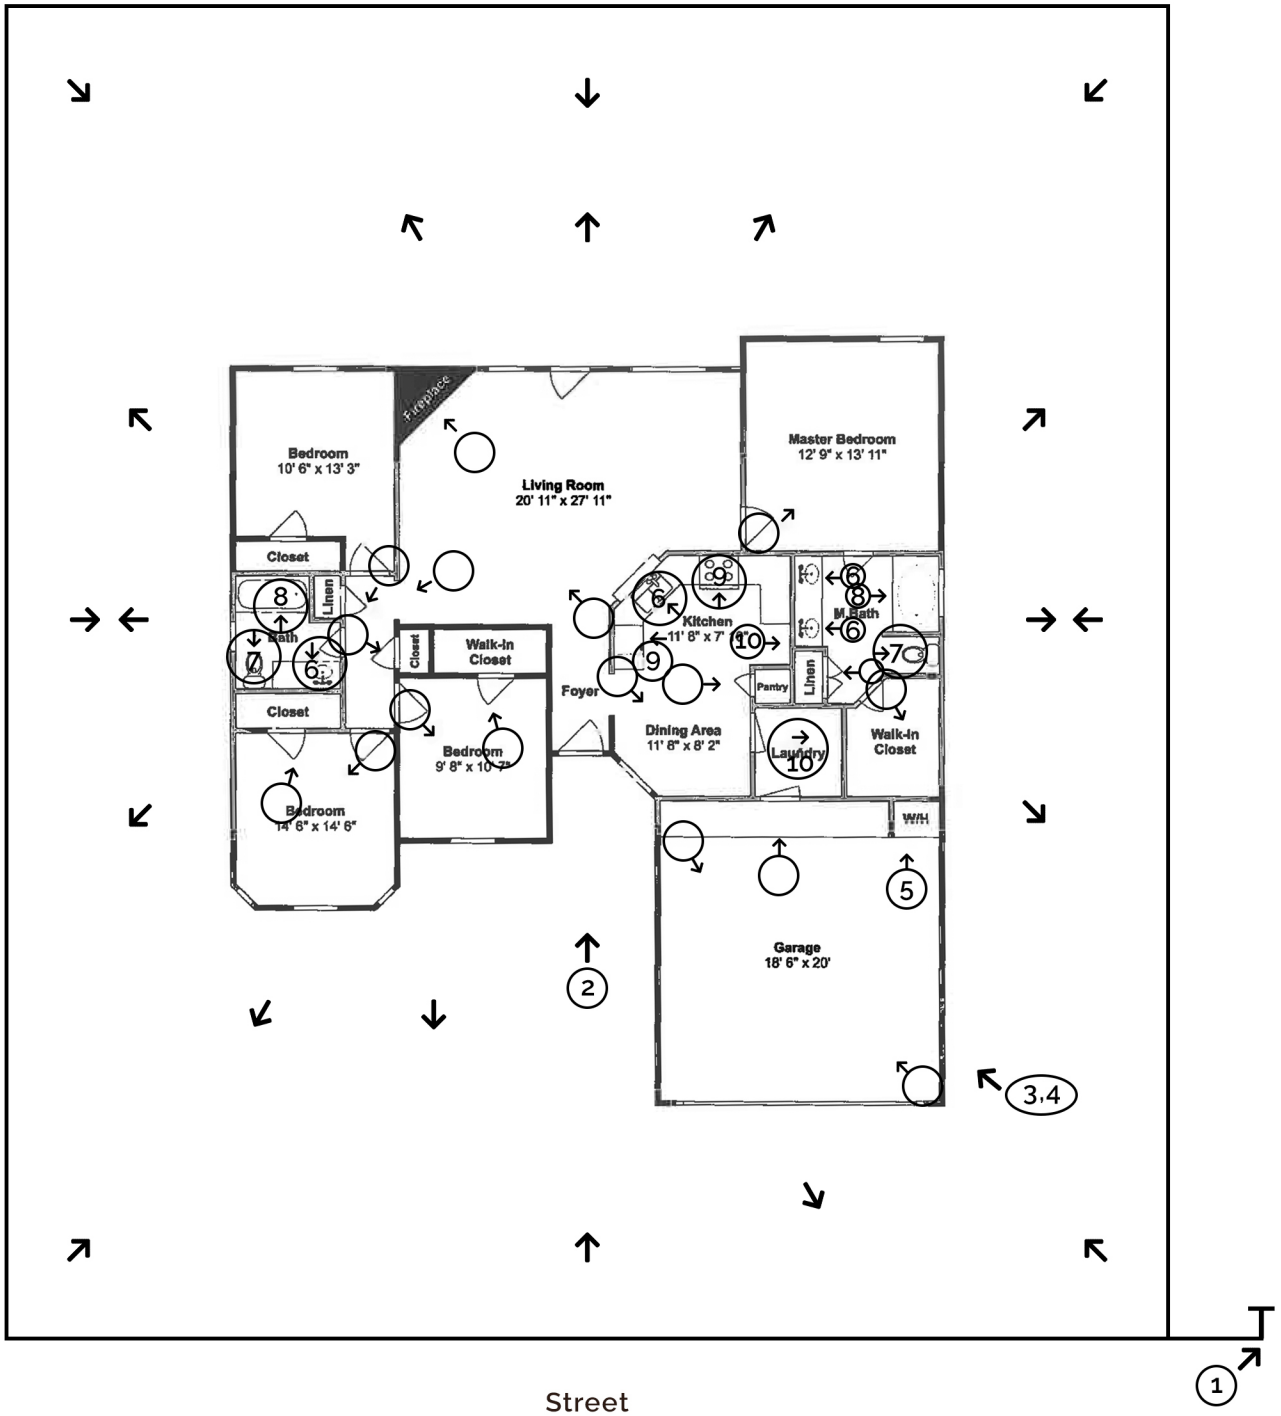 Fireplace
Master Bedroom
12' 9" x 13' 11"
Bedroom
10' 6" x 13' 3"
Living Room
20' 11" x 27' 11"
Closet
Linen
8
Bath
7
6
Closet
Closet
Walk-In
Closet
6
9
Kitchen
11' 8" x 7'
10
9
6
8
M.Bath
6
7
Linen
Pantry
Foyer
Dining Area
11' 8" x 8' 2"
Laundry
10
Walk-In
Closet
Bedroom
9' 8" x 10' 7"
Bedroom
14' 6" x 14' 6"
W/H
5
Garage
18' 6" x 20'
2
3,4
1
Street